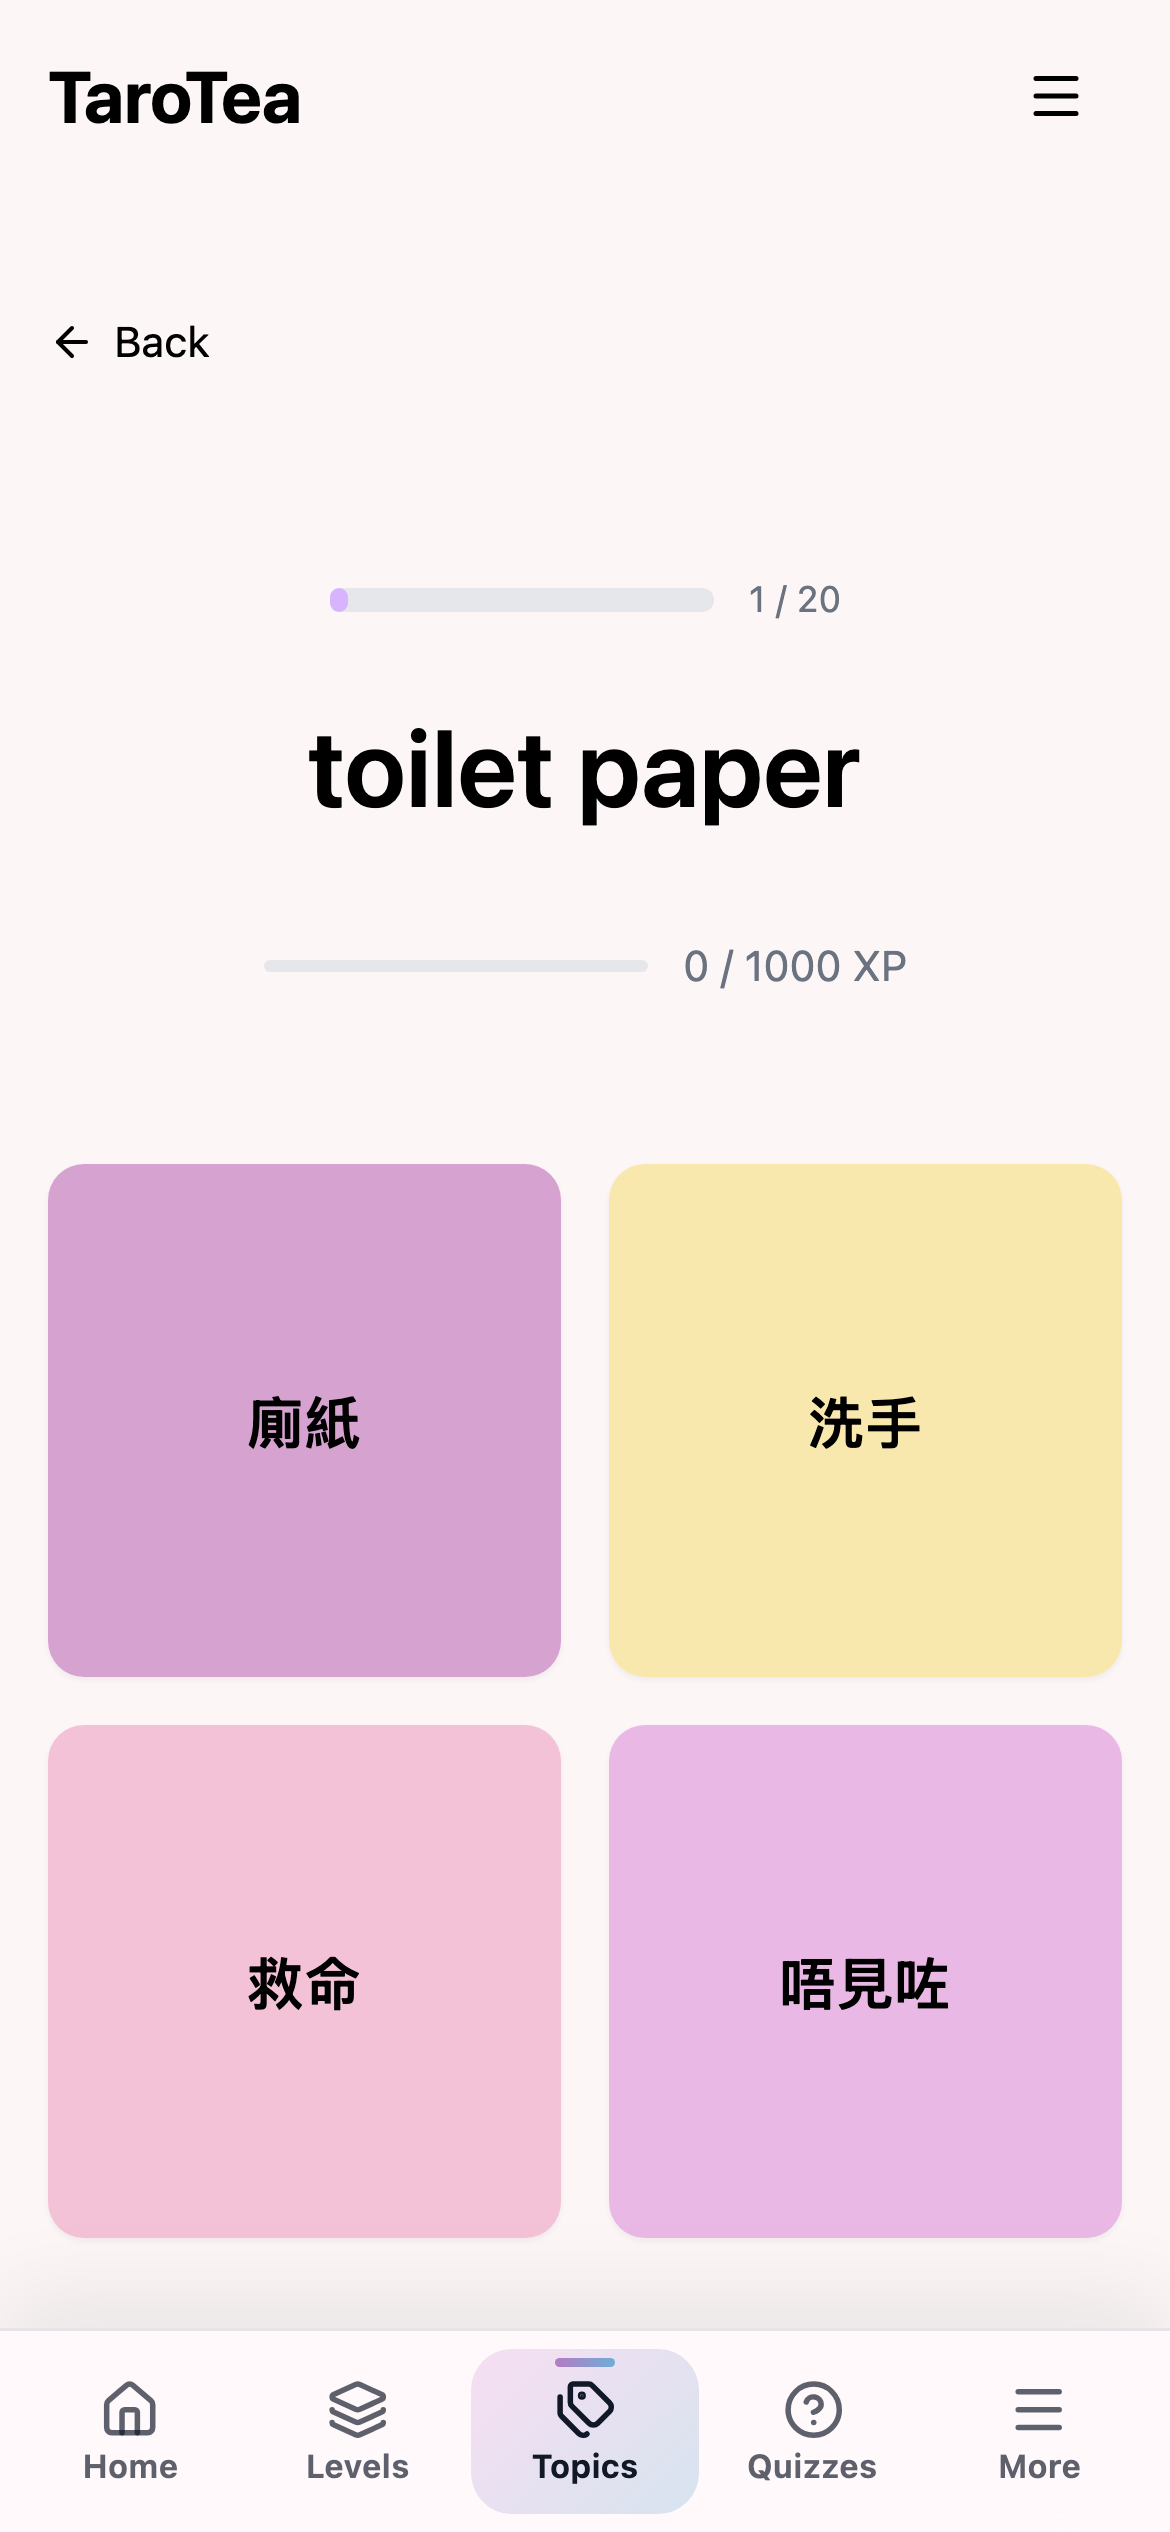 TaroTea
Back
1 / 20
toilet paper
0 / 1000 XP
廁紙
洗手
救命
唔見咗
Home
Levels
Topics
Quizzes
More